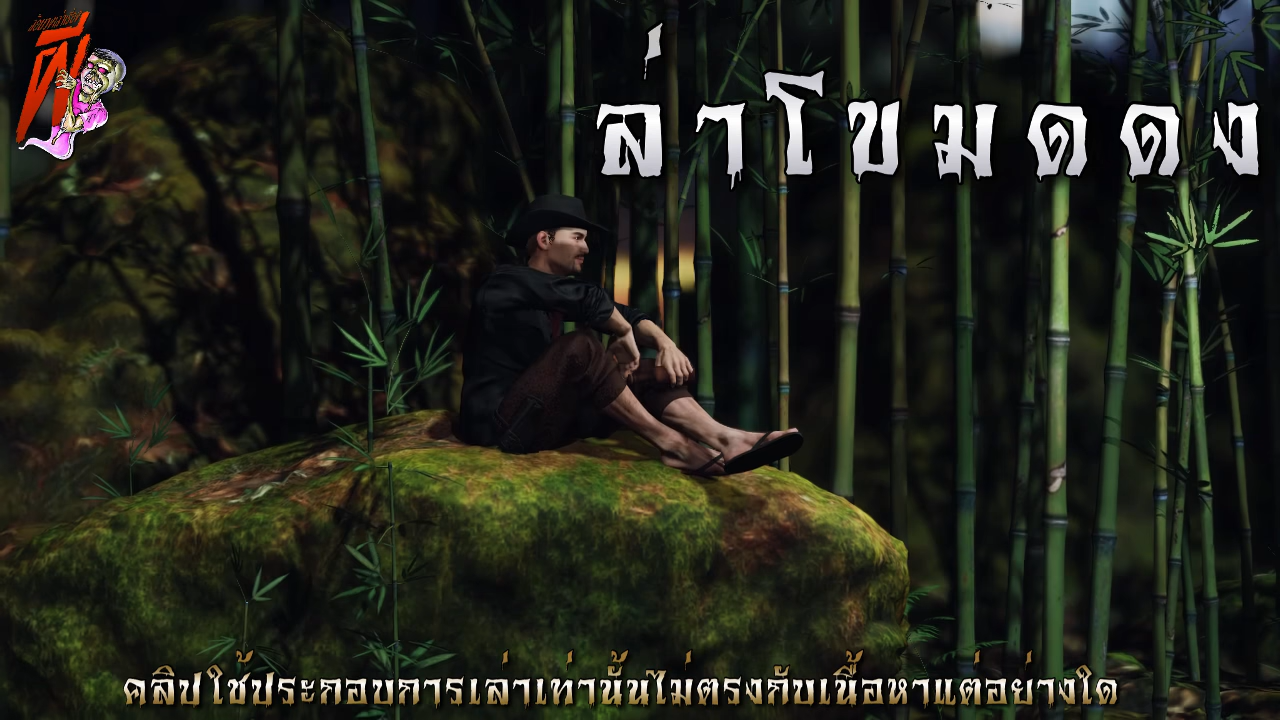 ผี
ล่าโขมดดง
คลิปใช้ประกอบการเล่าเท่านั้นไม่ตรงกับเนื้อหาแต่อย่างใด